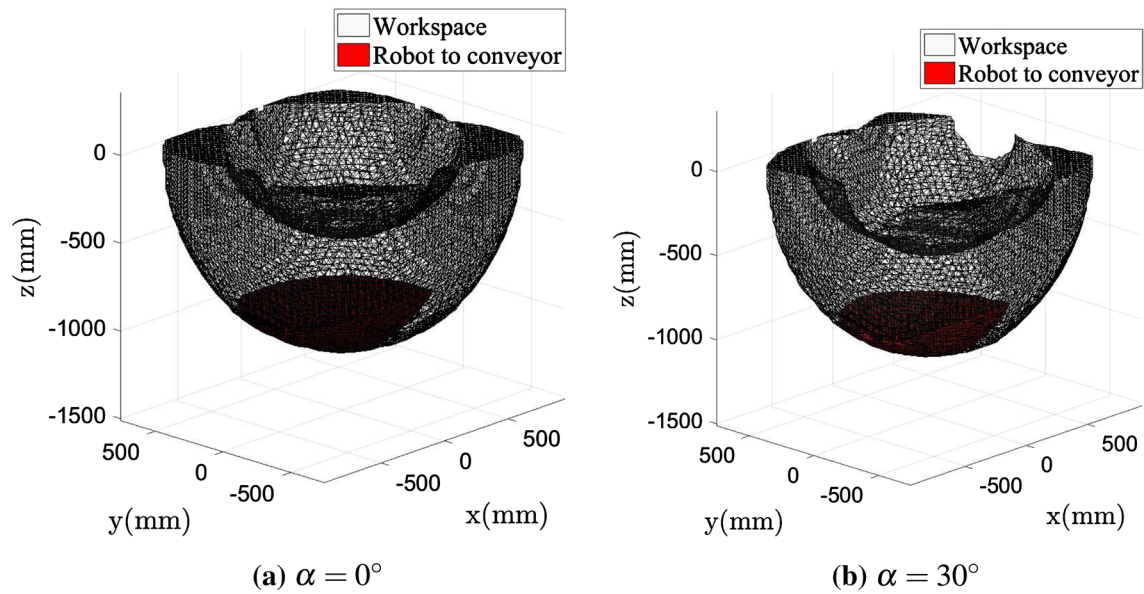 Workspace
Robot to conveyor
0
-500
-1000
-1500
z(mm)
500
0
-500
y(mm)
-500
0
500
x(mm)
(a) α = 0°
Workspace
Robot to conveyor
0
-500
-1000
-1500
z(mm)
500
0
-500
y(mm)
-500
0
500
x(mm)
(b) α = 30°